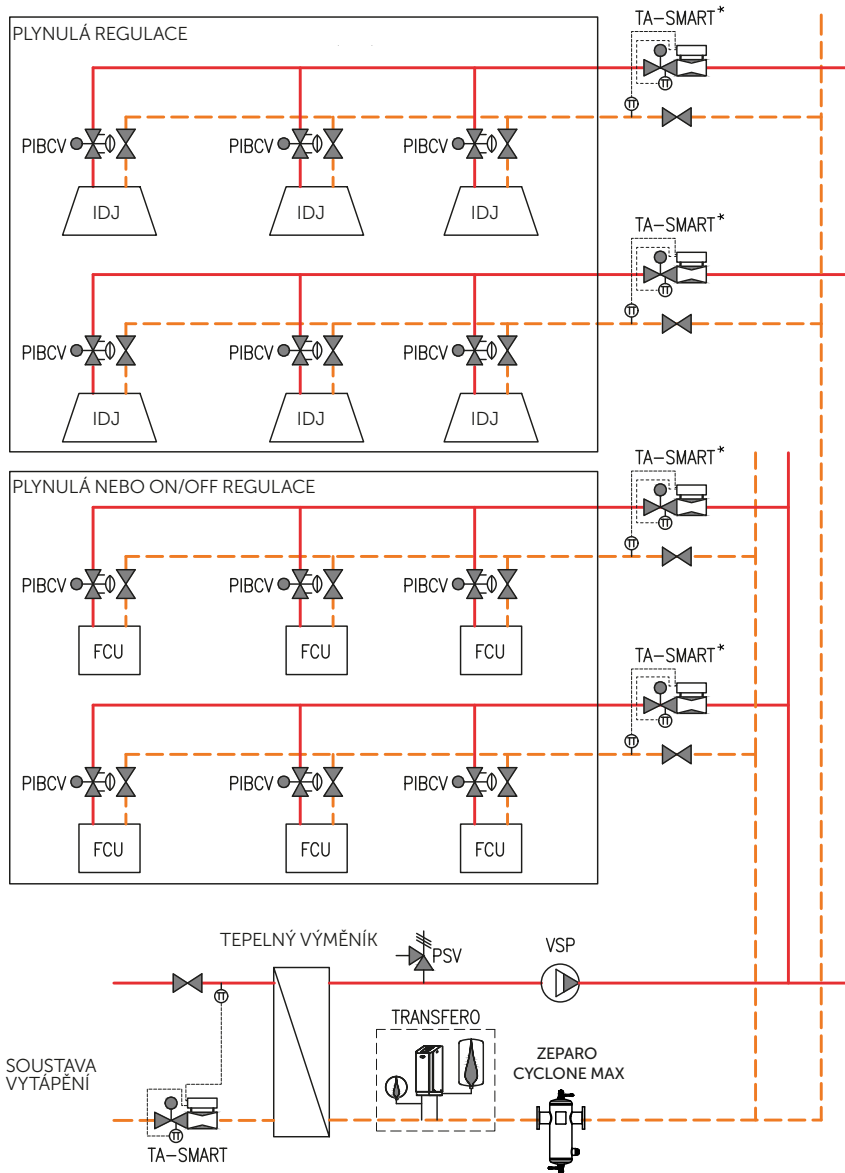 PLYNULÁ REGULACE
TA-SMART*
PIBCV
PIBCV
PIBCV
IDJ
IDJ
IDJ
TA-SMART*
PIBCV
PIBCV
PIBCV
IDJ
IDJ
IDJ
PLYNULÁ NEBO ON/OFF REGULACE
TA-SMART*
PIBCV
PIBCV
PIBCV
FCU
FCU
FCU
TA-SMART*
PIBCV
PIBCV
PIBCV
FCU
FCU
FCU
TEPELNÝ VÝMĚNÍK
PSV
VSP
TRANSFERO
ZEPARO
CYCLONE MAX
SOUSTAVA
VYTÁPĚNÍ
TA-SMART